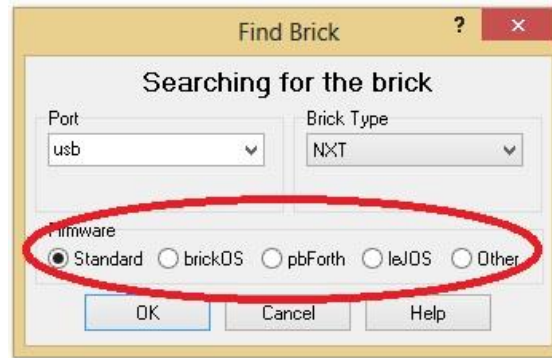 Find Brick ? ×
Searching for the brick
Port Brick Type
usb NXT
Firmware
Standard brickOS pbForth leJOS Other
OK Cancel Help